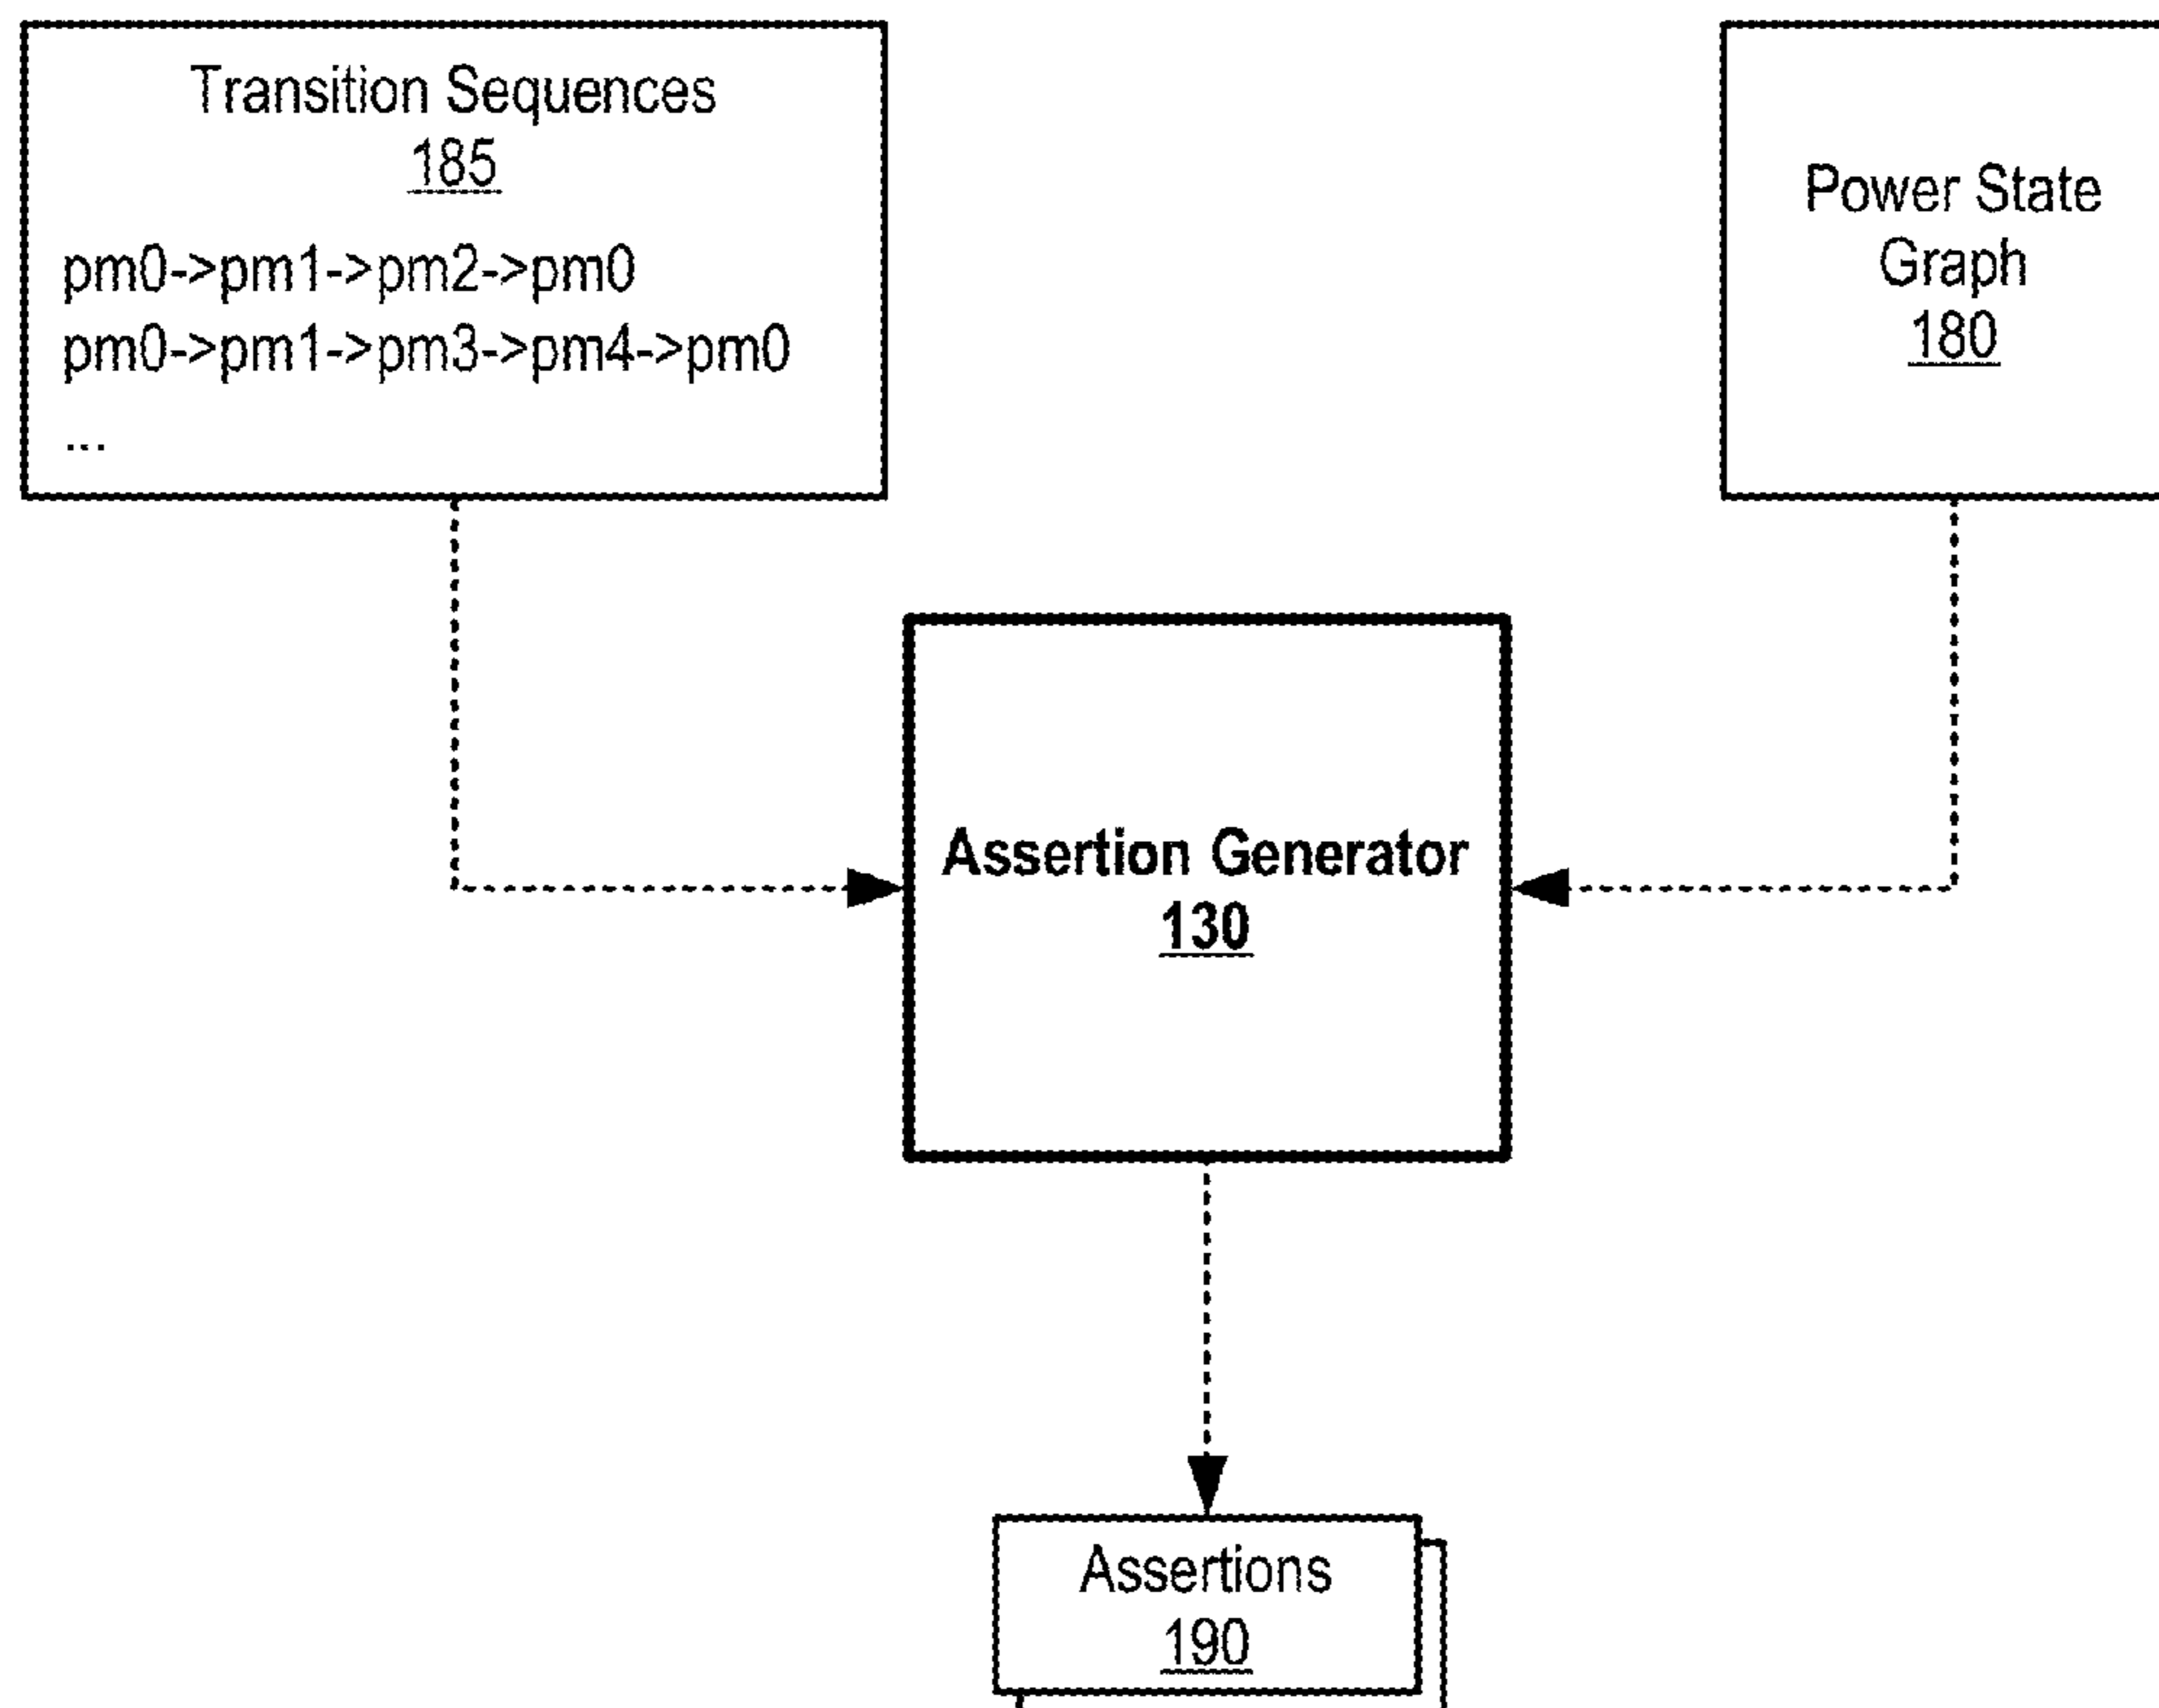 Transition Sequences
185
pm0->pm1->pm2->pm0
pm0->pm1->pm3->pm4->pm0
...
Power State
Graph
180
Assertion Generator
130
Assertions
190